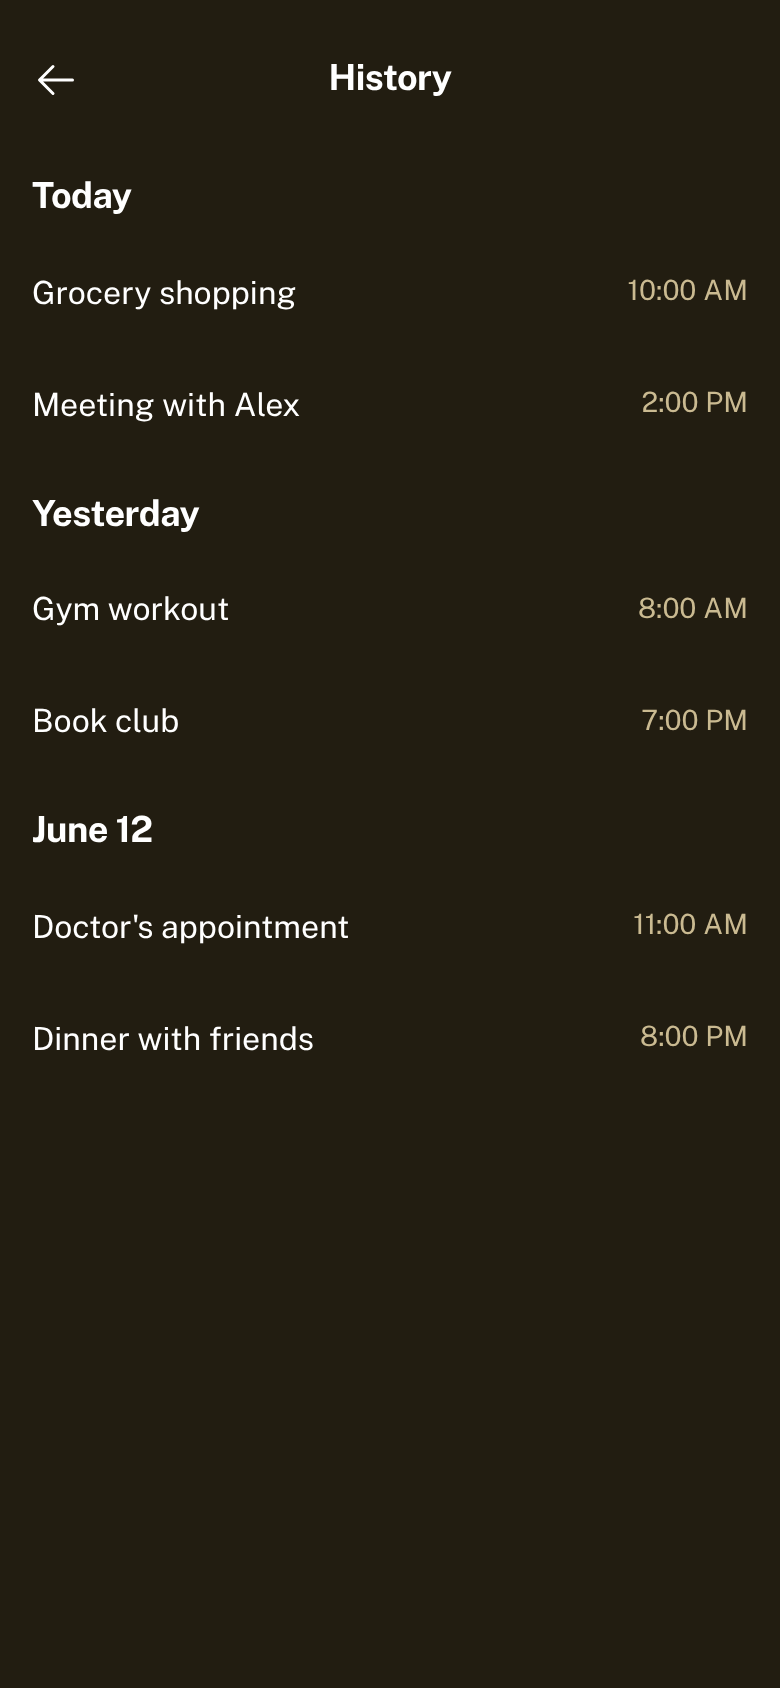 History
Today
Grocery shopping 10:00 AM
Meeting with Alex 2:00 PM
Yesterday
Gym workout 8:00 AM
Book club 7:00 PM
June 12
Doctor's appointment 11:00 AM
Dinner with friends 8:00 PM